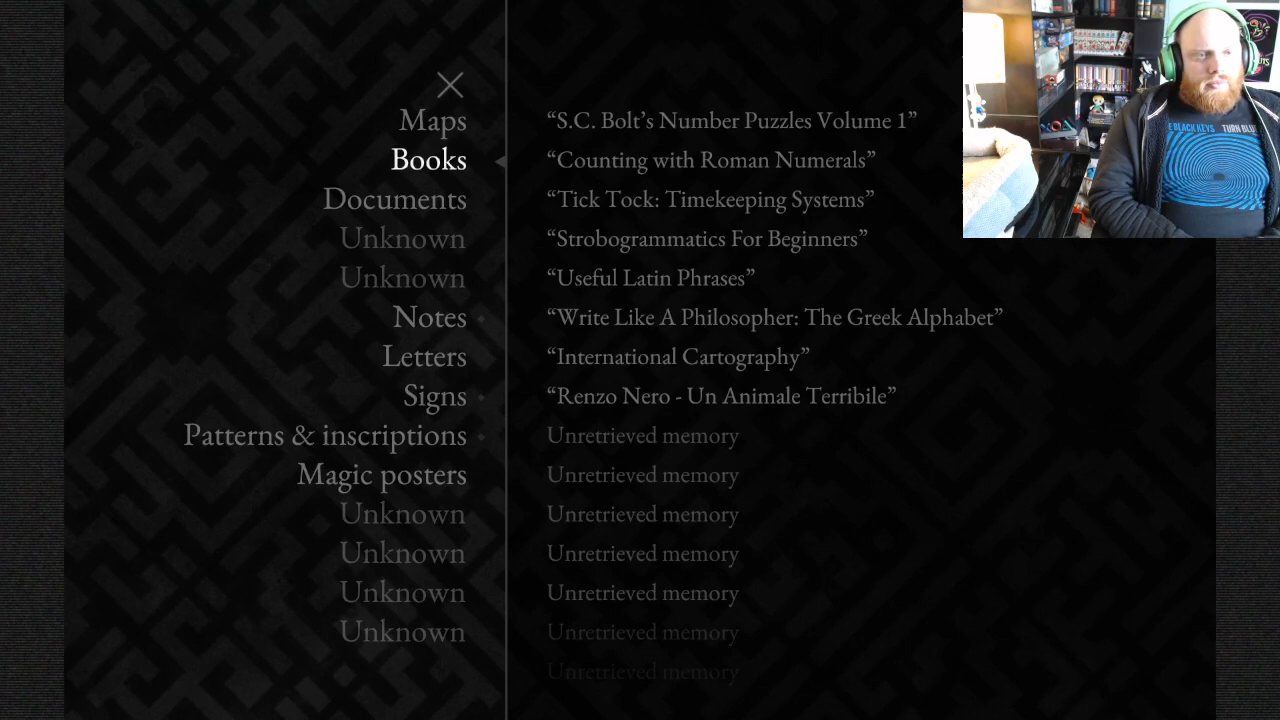 Maps
Books
Documents
Unknown
Unknown
Notes
Letters
Signs
Patterns & inscriptions
Magic posters
Unknown
Unknown
Unknown
Unknown
“S.C. Bolt’s Number Puzzles Volume 1”
“Counting with Roman Numerals”
“Tick Tock: Timekeeping Systems”
“Strobogrammatics For Beginners”
“Useful Latin Phrases”
“Write Like A Philosopher: The Greek Alphabet”
“International Cartography”
“Renzo Nero - Un Animale Terribile”
Unretrieved memory
Unretrieved memory
Unretrieved memory
Unretrieved memory
Unretrieved memory
Unretrieved memory
Unretrieved memory
BLACK KEYS TURN